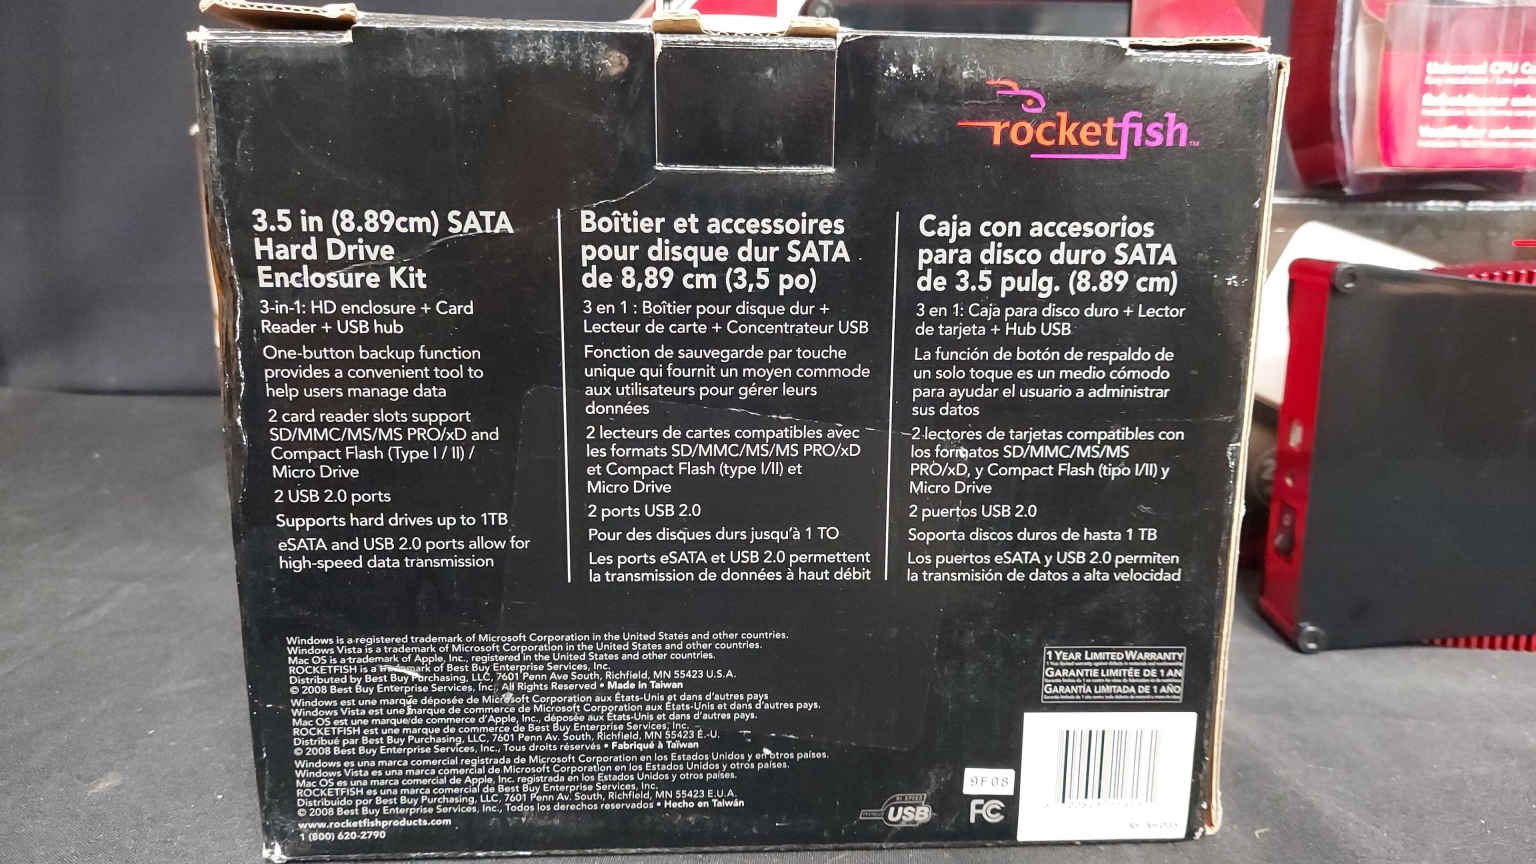 rocketfish™
3.5 in (8.89cm) SATA
Hard Drive
Enclosure Kit
3-in-1: HD enclosure + Card
Reader + USB hub
One-button backup function
provides a convenient tool to
help users manage data
2 card reader slots support
SD/MMC/MS/MS PRO/xD and
Compact Flash (Type I / II) /
Micro Drive
2 USB 2.0 ports
Supports hard drives up to 1TB
eSATA and USB 2.0 ports allow for
high-speed data transmission
Boîtier et accessoires
pour disque dur SATA
de 8,89 cm (3,5 po)
3 en 1 : Boîtier pour disque dur +
Lecteur de carte + Concentrateur USB
Fonction de sauvegarde par touche
unique qui fournit un moyen commode
aux utilisateurs pour gérer leurs
données
2 lecteurs de cartes compatibles avec
les formats SD/MMC/MS/MS PRO/xD
et Compact Flash (type I/II) et
Micro Drive
2 ports USB 2.0
Pour des disques durs jusqu'à 1 TO
Les ports eSATA et USB 2.0 permettent
la transmission de données à haut débit
Caja con accesorios
para disco duro SATA
de 3.5 pulg. (8.89 cm)
3 en 1: Caja para disco duro + Lector
de tarjeta + Hub USB
La función de botón de respaldo de
un solo toque es un medio cómodo
para ayudar el usuario a administrar
sus datos
2 lectores de tarjetas compatibles con
los formatos SD/MMC/MS/MS
PRO/xD, y Compact Flash (tipo I/II) y
Micro Drive
2 puertos USB 2.0
Soporta discos duros de hasta 1 TB
Los puertos eSATA y USB 2.0 permiten
la transmisión de datos a alta velocidad
Windows is a registered trademark of Microsoft Corporation in the United States and other countries.
Windows Vista is a trademark of Microsoft Corporation in the United States and other countries.
Mac OS is a trademark of Apple, Inc., registered in the United States and other countries.
ROCKETFISH is a trademark of Best Buy Enterprise Services, Inc.
Distributed by Best Buy Purchasing, LLC, 7601 Penn Ave South, Richfield, MN 55423 U.S.A.
© 2008 Best Buy Enterprise Services, Inc., All Rights Reserved • Made in Taiwan
Windows est une marque déposée de Microsoft Corporation aux États-Unis et dans d'autres pays
Windows Vista est une marque de commerce de Microsoft Corporation aux États-Unis et dans d'autres pays.
Mac OS est une marque de commerce d'Apple, Inc., déposée aux États-Unis et dans d'autres pays.
ROCKETFISH est une marque de commerce de Best Buy Enterprise Services, Inc.
Distribué par Best Buy Purchasing, LLC, 7601 Penn Av. South, Richfield, MN 55423 É.-U.
© 2008 Best Buy Enterprise Services, Inc., Tous droits réservés • Fabriqué à Taïwan
Windows es una marca comercial registrada de Microsoft Corporation en los Estados Unidos y en otros países.
Windows Vista es una marca comercial de Microsoft Corporation en los Estados Unidos y otros países.
Mac OS es una marca comercial de Apple, Inc. registrada en los Estados Unidos y otros países.
ROCKETFISH es una marca comercial de Best Buy Enterprise Services, Inc.
Distribuido por Best Buy Purchasing, LLC, 7601 Penn Av. South, Richfield, MN 55423 E.U.A.
© 2008 Best Buy Enterprise Services, Inc., Todos los derechos reservados • Hecho en Taiwán
www.rocketfishproducts.com
1 (800) 620-2790
1 YEAR LIMITED WARRANTY
GARANTIE LIMITÉE DE 1 AN
GARANTÍA LIMITADA DE 1 AÑO
9F08
HI-SPEED
USB
FC
Universal CPU